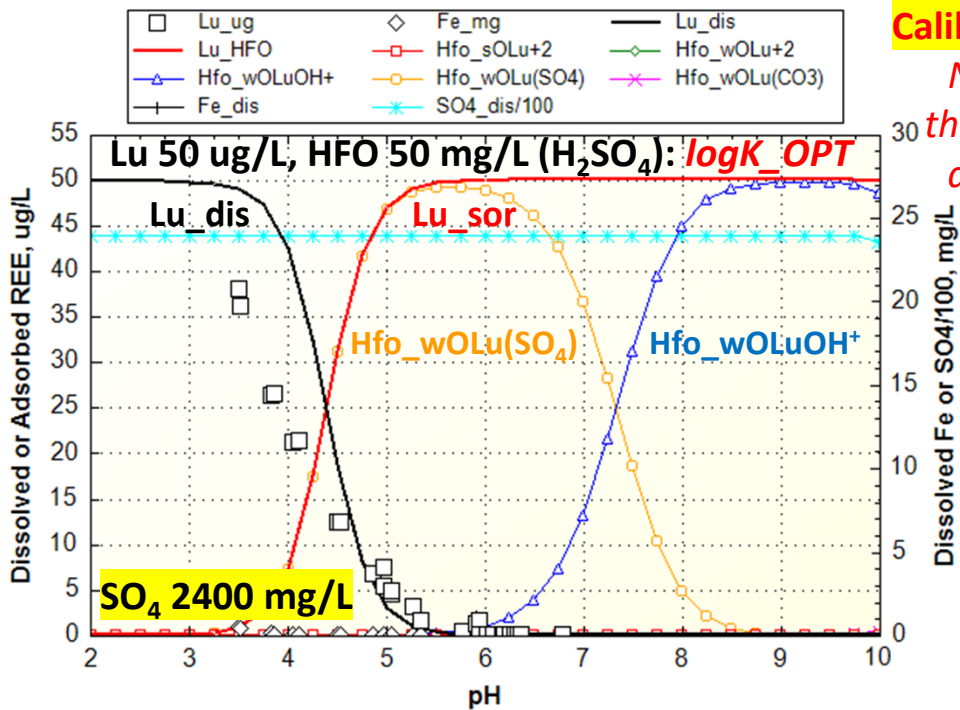 Lu_ug Fe_mg Lu_dis
Lu_HFO Hfo_sOLu+2 Hfo_wOLu+2
Hfo_wOLuOH+ Hfo_wOLu(SO4) Hfo_wOLu(CO3)
Fe_dis SO4_dis/100
Lu 50 ug/L, HFO 50 mg/L (H₂SO₄): logK_OPT
Lu_dis
Lu_sor
Hfo_wOLu(SO₄)
Hfo_wOLuOH⁺
SO₄ 2400 mg/L
Dissolved or Adsorbed REE, ug/L
55
50
45
40
35
30
25
20
15
10
5
0
2 3 4 5 6 7 8 9 10
pH
30
25
20
15
10
5
0
Dissolved Fe or SO4/100, mg/L